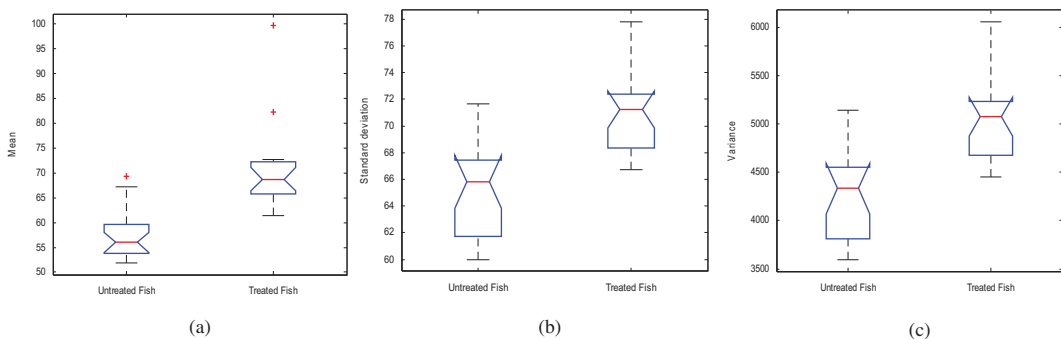 Mean
100
95
90
85
80
75
70
65
60
55
50
Untreated Fish
Treated Fish
(a)
Standard deviation
78
76
74
72
70
68
66
64
62
60
Untreated Fish
Treated Fish
(b)
Variance
6000
5500
5000
4500
4000
3500
Untreated Fish
Treated Fish
(c)